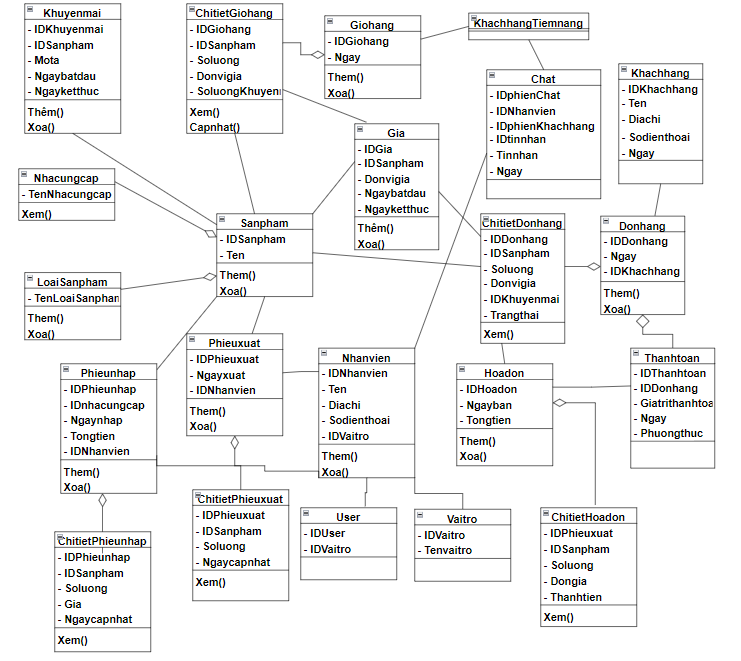 Khuyenmai
- IDKhuyenmai
- IDSanpham
- Mota
- Ngaybatdau
- Ngayketthuc
Thêm()
Xoa()
ChitietGiohang
- IDGiohang
- IDSanpham
- Soluong
- Donvigia
- SoluongKhuyen
Xem()
Capnhat()
Giohang
- IDGiohang
- Ngay
Them()
Xoa()
KhachhangTiemnang
Chat
- IDphienChat
- IDNhanvien
- IDphienKhachhang
- IDtinnhan
- Tinnhan
- Ngay
Khachhang
- IDKhachhang
- Ten
- Diachi
- Sodienthoai
- Ngay
Gia
- IDGia
- IDSanpham
- Donvigia
- Ngaybatdau
- Ngayketthuc
Thêm()
Xoa()
Nhacungcap
- TenNhacungcap
Xem()
Sanpham
- IDSanpham
- Ten
Them()
Xoa()
ChitietDonhang
- IDDonhang
- IDSanpham
- Soluong
- Donvigia
- IDKhuyenmai
- Trangthai
Xem()
Donhang
- IDDonhang
- Ngay
- IDKhachhang
Them()
Xoa()
LoaiSanpham
- TenLoaiSanpham
Them()
Xoa()
Phieuxuat
- IDPhieuxuat
- Ngayxuat
- IDNhanvien
Them()
Xoa()
Nhanvien
- IDNhanvien
- Ten
- Diachi
- Sodienthoai
- IDVaitro
Them()
Xoa()
Phieunhap
- IDPhieunhap
- IDnhacungcap
- Ngaynhap
- Tongtien
- IDNhanvien
Them()
Xoa()
Hoadon
- IDHoadon
- Ngayban
- Tongtien
Them()
Xoa()
Thanhtoan
- IDThanhtoan
- IDDonhang
- Giatrithanhtoa
- Ngay
- Phuongthuc
ChitietPhieuxuat
- IDPhieuxuat
- IDSanpham
- Soluong
- Ngaycapnhat
Xem()
User
- IDUser
- IDVaitro
Vaitro
- IDVaitro
- Tenvaitro
ChitietHoadon
- IDPhieuxuat
- IDSanpham
- Soluong
- Dongia
- Thanhtien
Xem()
ChitietPhieunhap
- IDPhieunhap
- IDSanpham
- Soluong
- Gia
- Ngaycapnhat
Xem()